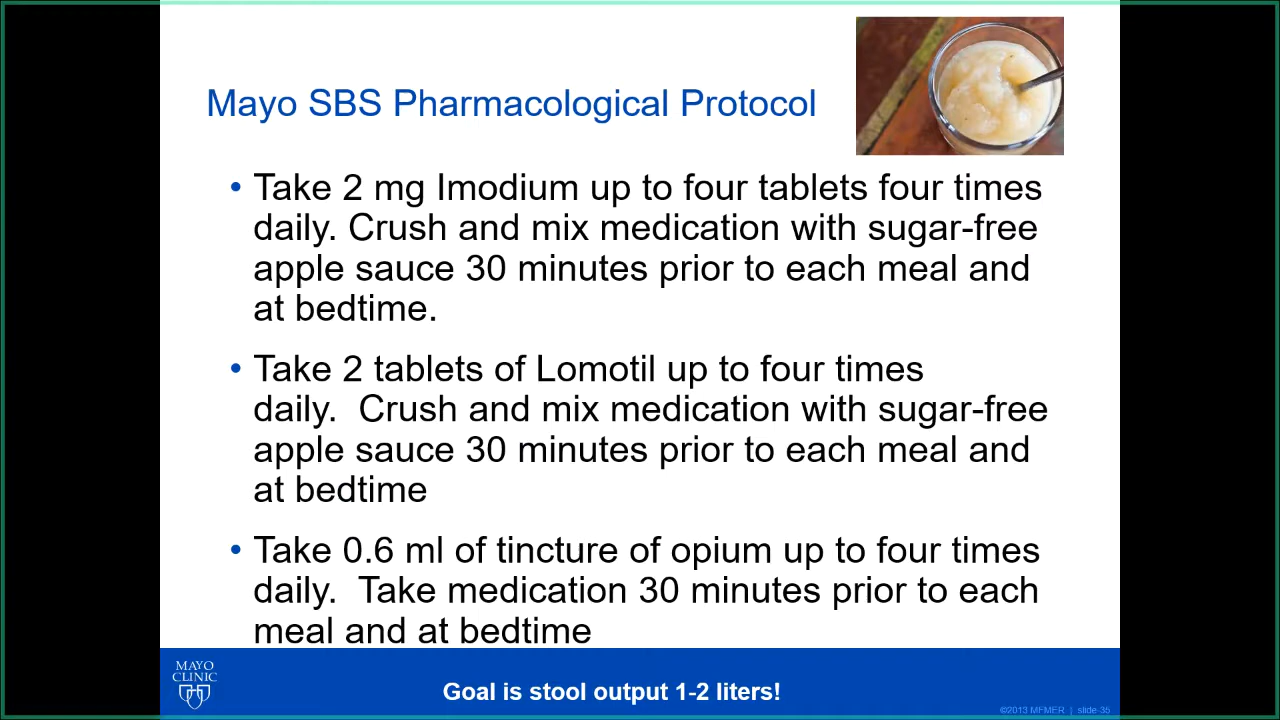 Mayo SBS Pharmacological Protocol
• Take 2 mg Imodium up to four tablets four times
daily. Crush and mix medication with sugar-free
apple sauce 30 minutes prior to each meal and
at bedtime.
• Take 2 tablets of Lomotil up to four times
daily.  Crush and mix medication with sugar-free
apple sauce 30 minutes prior to each meal and
at bedtime
• Take 0.6 ml of tincture of opium up to four times
daily.  Take medication 30 minutes prior to each
meal and at bedtime
MAYO
CLINIC
Goal is stool output 1-2 liters!
©2013 MFMER | slide-35